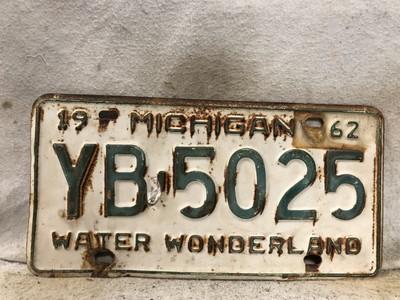 19 MICHIGAN 62
YB·5025
WATER WONDERLAND